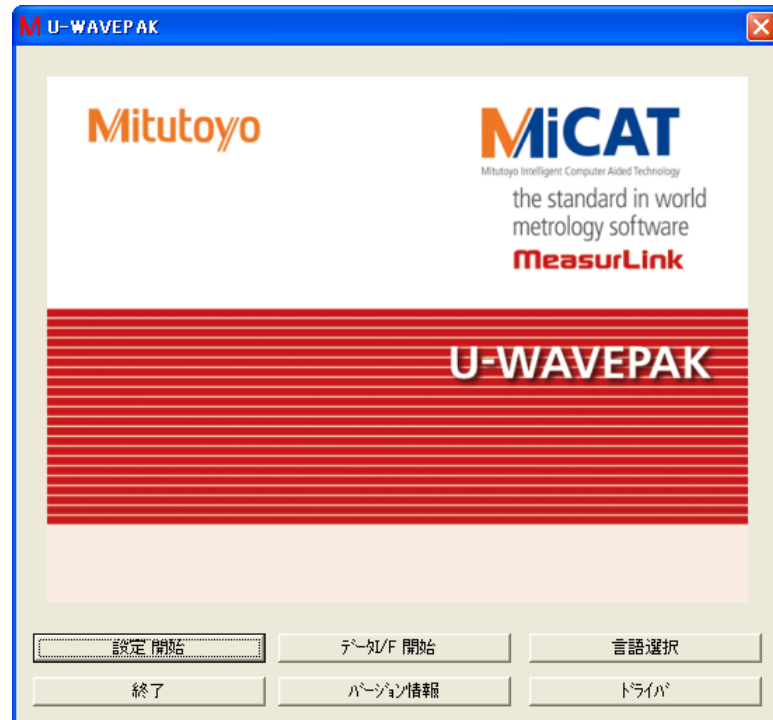 U-WAVEPAK
Mitutoyo
MiCAT
Mitutoyo Intelligent Computer Aided Technology
the standard in world
metrology software
MeasurLink
U-WAVEPAK
設定 開始
ﾃﾞｰﾀI/F 開始
言語選択
終了
ﾊﾞｰｼﾞｮﾝ情報
ﾄﾞﾗｲﾊﾞ